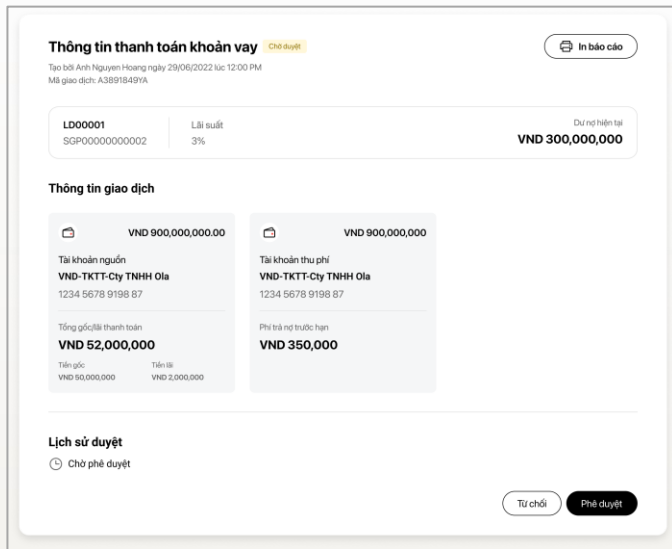 Thông tin thanh toán khoản vay Chờ duyệt
In báo cáo
Tạo bởi Anh Nguyen Hoang ngày 29/06/2022 lúc 12:00 PM
Mã giao dịch: A3891849YA
LD00001
SGP00000000002
Lãi suất
3%
Dư nợ hiện tại
VND 300,000,000
Thông tin giao dịch
VND 900,000,000.00
Tài khoản nguồn
VND-TKTT-Cty TNHH Ola
1234 5678 9198 87
Tổng gốc/lãi thanh toán
VND 52,000,000
Tiền gốc
VND 50,000,000
Tiền lãi
VND 2,000,000
VND 900,000,000
Tài khoản thu phí
VND-TKTT-Cty TNHH Ola
1234 5678 9198 87
Phí trả nợ trước hạn
VND 350,000
Lịch sử duyệt
Chờ phê duyệt
Từ chối
Phê duyệt